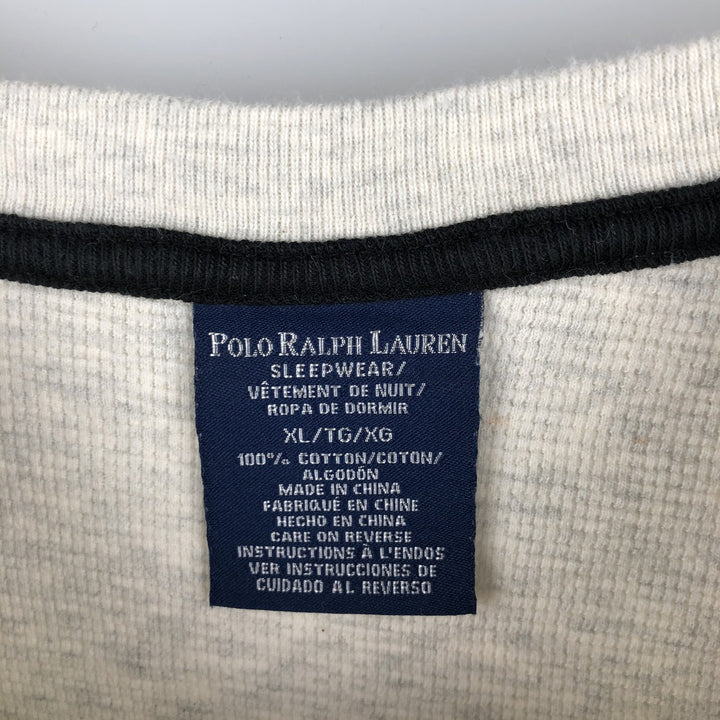 POLO RALPH LAUREN
SLEEPWEAR/
VÊTEMENT DE NUIT/
ROPA DE DORMIR
XL/TG/XG
100% COTTON/COTON/
ALGODÓN
MADE IN CHINA
FABRIQUÉ EN CHINE
HECHO EN CHINA
CARE ON REVERSE
INSTRUCTIONS À L'ENDOS
VER INSTRUCCIONES DE
CUIDADO AL REVERSO